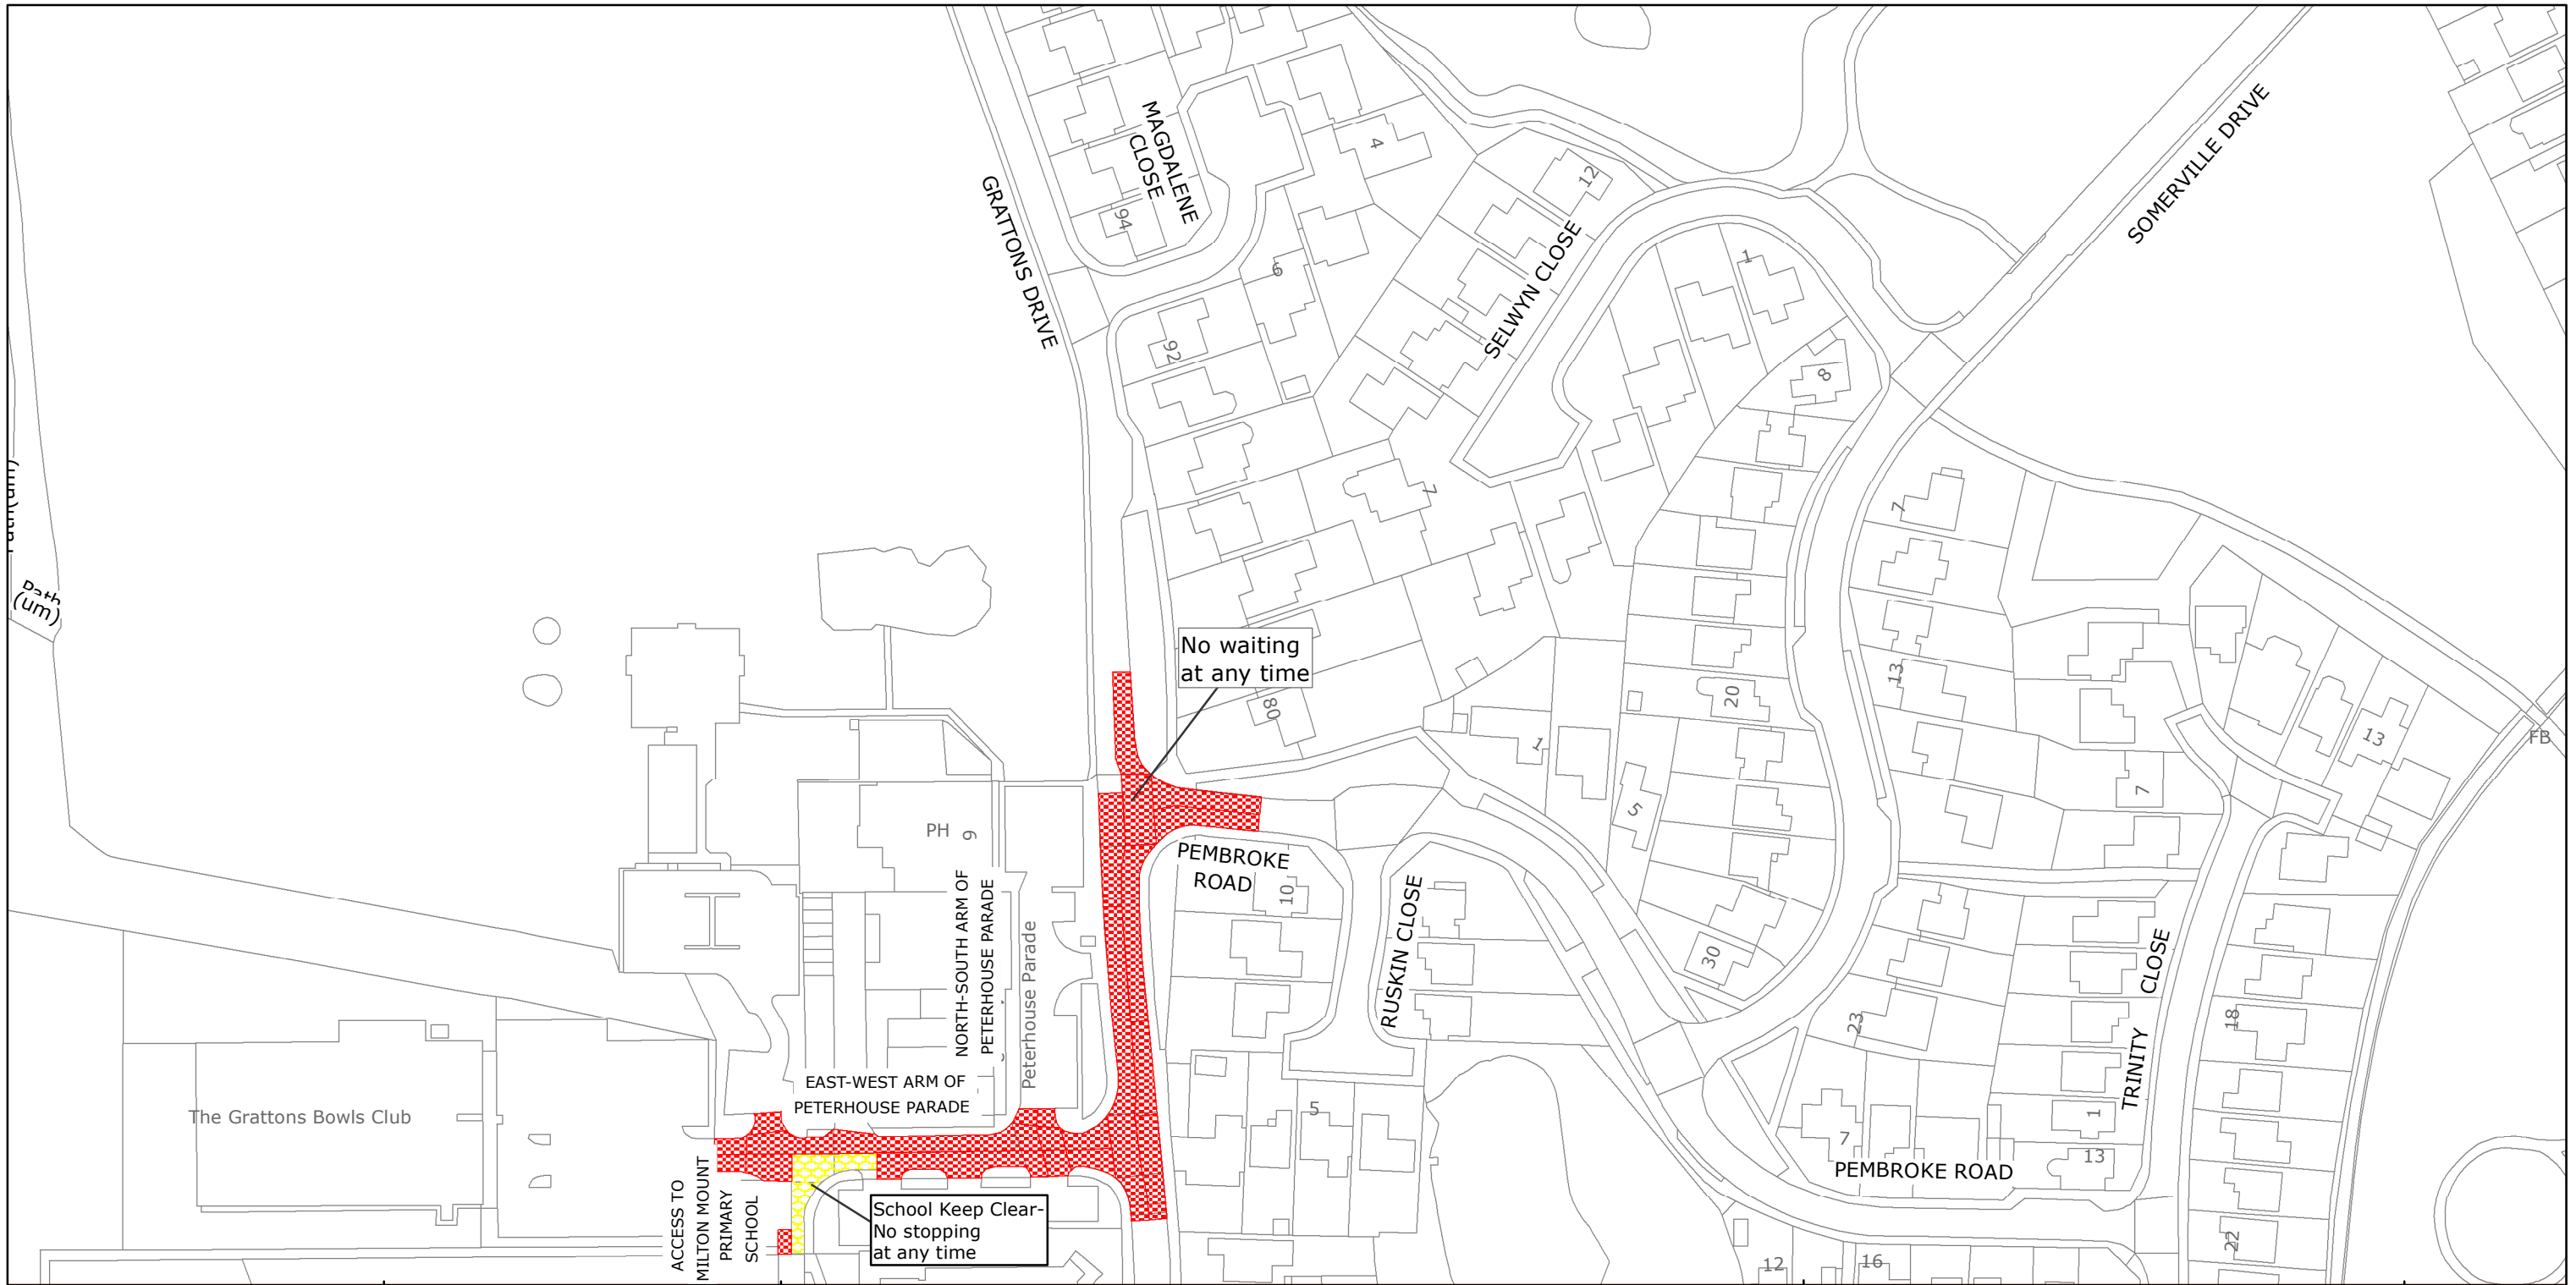 MAGDALENE
CLOSE
GRATTONS DRIVE
94
4
12
SOMERVILLE DRIVE
SELWYN CLOSE
6
1
92
8
7
7
Path
(um)
No waiting
at any time
80
13
20
1
13
FB
5
7
PH
9
PEMBROKE
ROAD
10
NORTH-SOUTH ARM OF
PETERHOUSE PARADE
Peterhouse Parade
RUSKIN CLOSE
30
TRINITY CLOSE
23
18
EAST-WEST ARM OF
PETERHOUSE PARADE
The Grattons Bowls Club
5
1
7
13
PEMBROKE ROAD
ACCESS TO
MILTON MOUNT
PRIMARY
SCHOOL
School Keep Clear-
No stopping
at any time
22
12
16